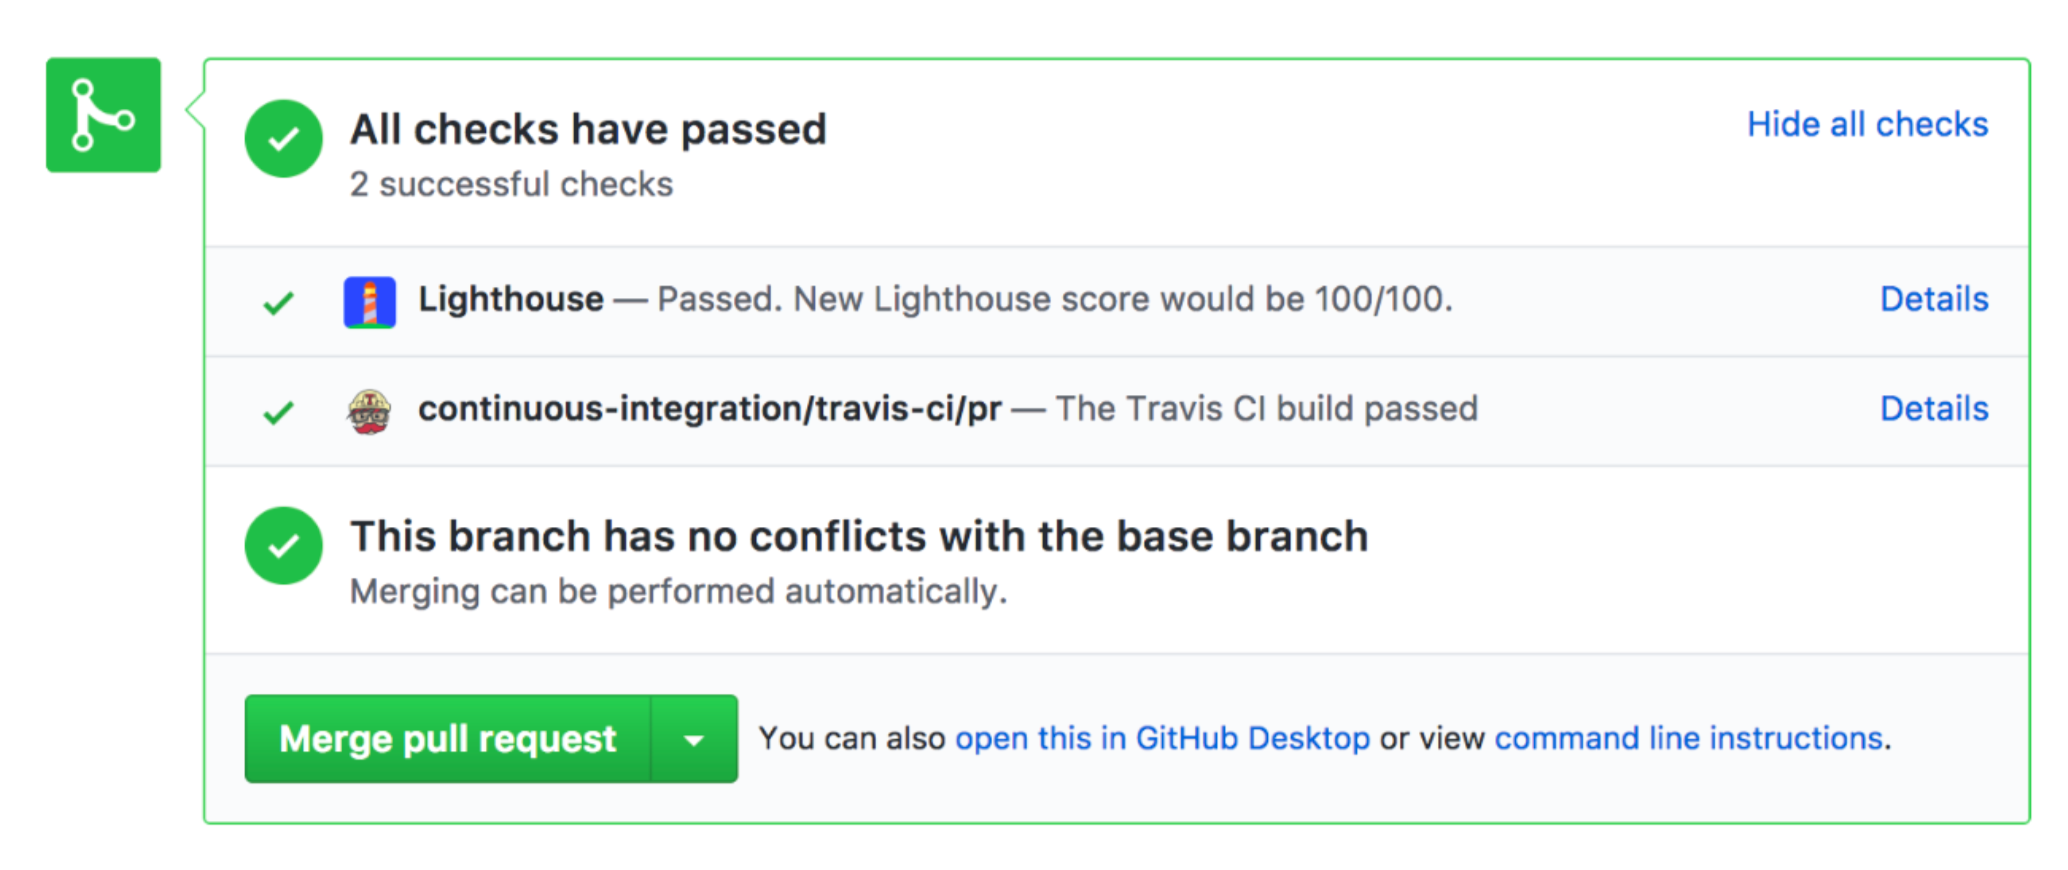 All checks have passed
Hide all checks
2 successful checks
Lighthouse — Passed. New Lighthouse score would be 100/100.
Details
continuous-integration/travis-ci/pr — The Travis CI build passed
Details
This branch has no conflicts with the base branch
Merging can be performed automatically.
Merge pull request
You can also open this in GitHub Desktop or view command line instructions.